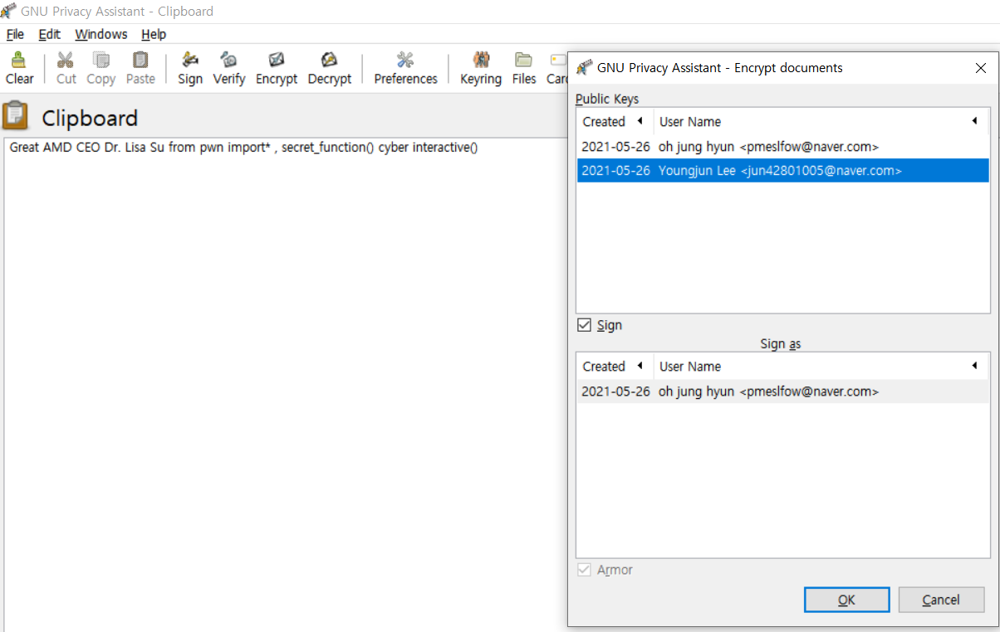 GNU Privacy Assistant - Clipboard
File Edit Windows Help
Clear Cut Copy Paste Sign Verify Encrypt Decrypt Preferences Keyring Files Card
Clipboard
Great AMD CEO Dr. Lisa Su from pwn import* , secret_function() cyber interactive()
GNU Privacy Assistant - Encrypt documents
Public Keys
Created User Name
2021-05-26 oh jung hyun <pmeslfow@naver.com>
2021-05-26 Youngjun Lee <jun42801005@naver.com>
Sign
Sign as
Created User Name
2021-05-26 oh jung hyun <pmeslfow@naver.com>
Armor
OK Cancel